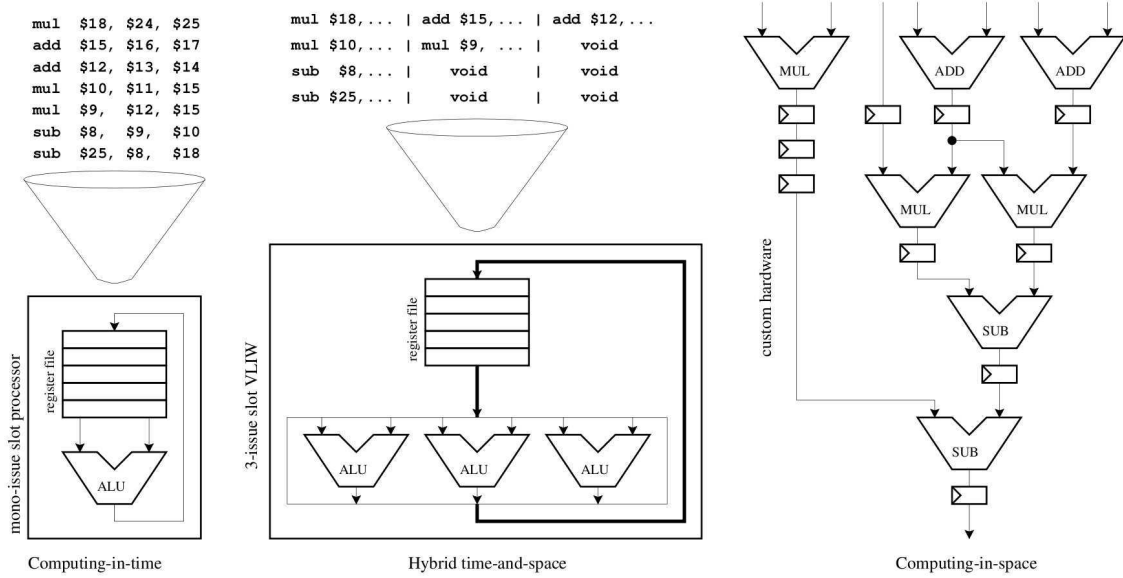 mul $18, $24, $25
add $15, $16, $17
add $12, $13, $14
mul $10, $11, $15
mul $9, $12, $15
sub $8, $9, $10
sub $25, $8, $18
mono-issue slot processor
register file
ALU
Computing-in-time
mul $18,... | add $15,... | add $12,...
mul $10,... | mul $9, ... | void
sub $8,... | void | void
sub $25,... | void | void
3-issue slot VLIW
register file
ALU
ALU
ALU
Hybrid time-and-space
custom hardware
MUL
ADD
ADD
MUL
MUL
SUB
SUB
Computing-in-space